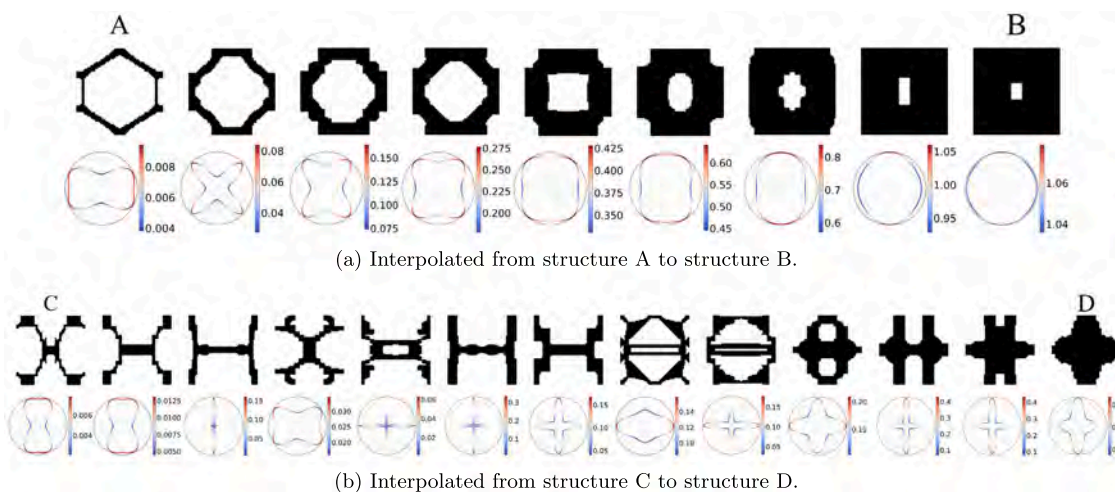 A B
0.008 0.08 0.150 0.275 0.425 0.60 0.8 1.05 1.06
0.006 0.06 0.125 0.250 0.400 0.55 0.7 1.00 1.04
0.004 0.04 0.100 0.225 0.375 0.50 0.6 0.95
0.075 0.200 0.350 0.45
(a) Interpolated from structure A to structure B.
C D
0.006 0.0125 0.15 0.030 0.3 0.15 0.14 0.15 0.20 0.4 0.4
0.004 0.0100 0.10 0.025 0.04 0.2 0.10 0.12 0.10 0.3 0.3
0.0075 0.05 0.020 0.02 0.1 0.05 0.10 0.05 0.2 0.2
0.0050 0.1 0.1
(b) Interpolated from structure C to structure D.